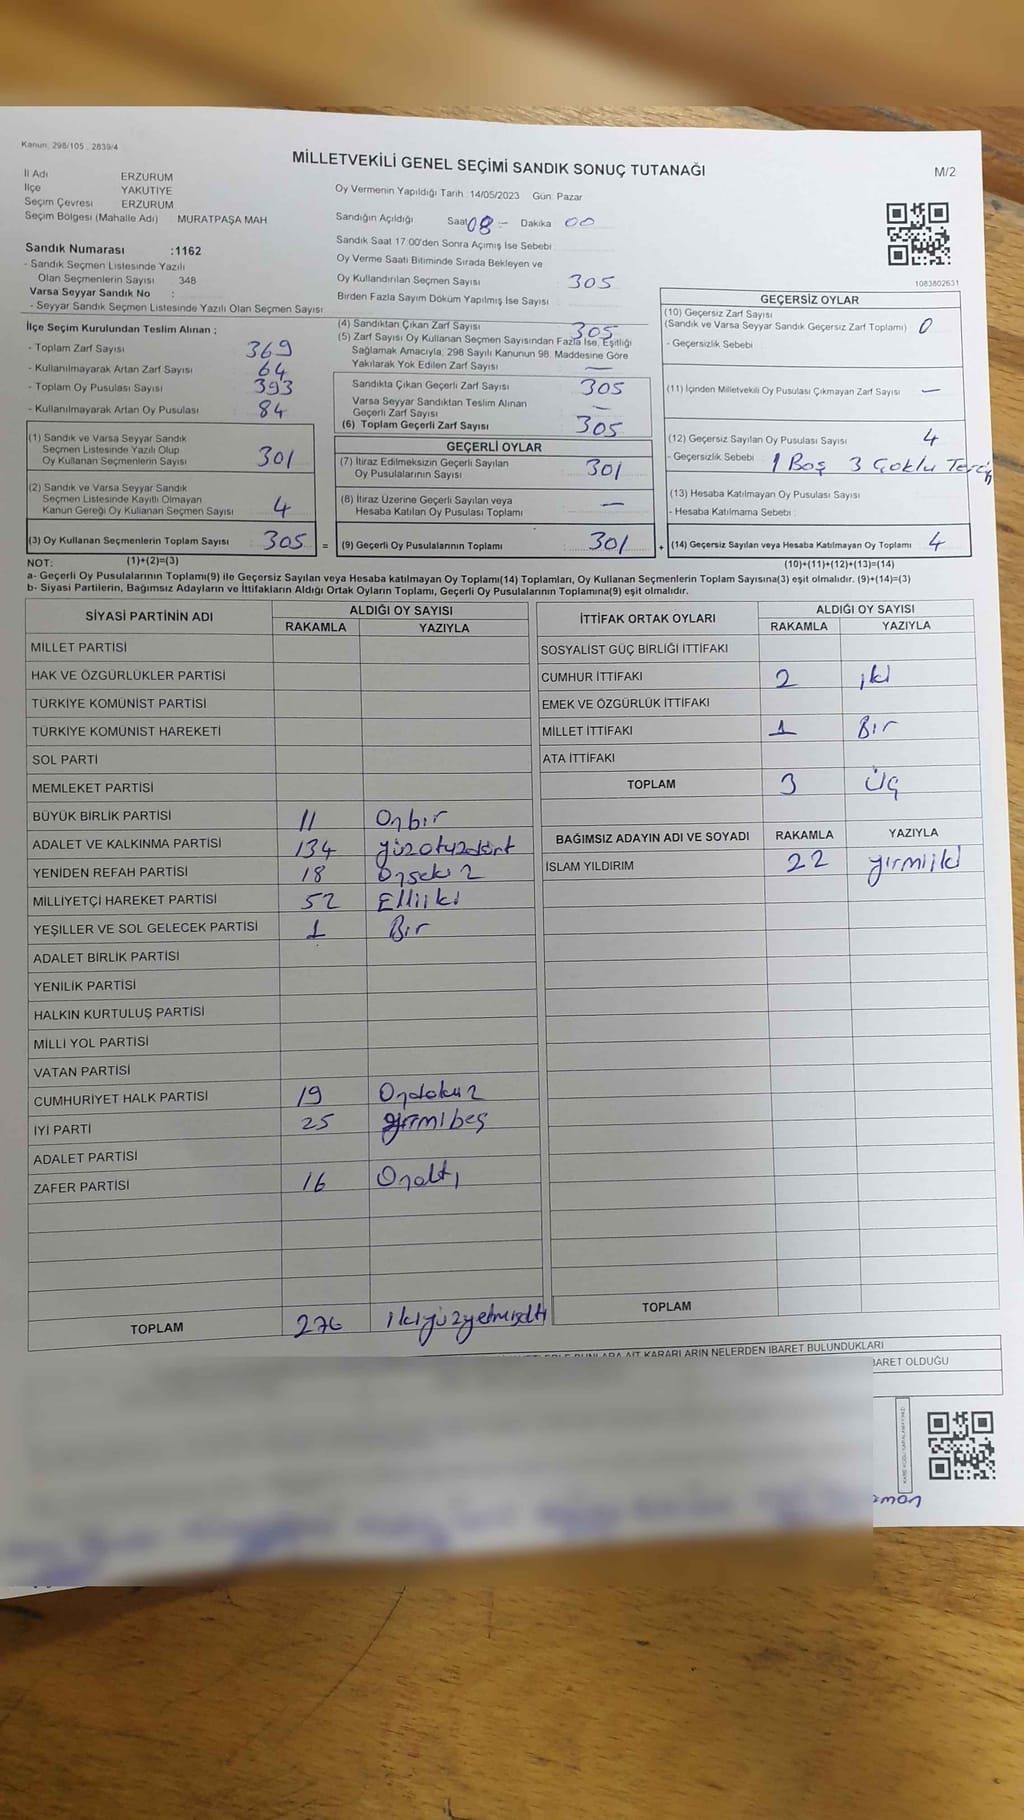 Kanun: 298/105 , 2839/4
MİLLETVEKİLİ GENEL SEÇİMİ SANDIK SONUÇ TUTANAĞI
M/2
İl Adı ERZURUM
İlçe YAKUTİYE
Seçim Çevresi ERZURUM
Seçim Bölgesi (Mahalle Adı) : MURATPAŞA MAH
Oy Vermenin Yapıldığı Tarih :14/05/2023 Gün: Pazar
Sandığın Açıldığı Saat 08 - Dakika 00
Sandık Saat 17.00'den Sonra Açımış İse Sebebi
Oy Verme Saati Bitiminde Sırada Bekleyen ve
Oy Kullandırılan Seçmen Sayısı 305
Birden Fazla Sayım Döküm Yapılmış İse Sayısı
Sandık Numarası :1162
- Sandık Seçmen Listesinde Yazılı
Olan Seçmenlerin Sayısı : 348
Varsa Seyyar Sandık No :
- Seyyar Sandık Seçmen Listesinde Yazılı Olan Seçmen Sayısı:
1083802631
İlçe Seçim Kurulundan Teslim Alınan ;
- Toplam Zarf Sayısı 369
- Kullanılmayarak Artan Zarf Sayısı 64
- Toplam Oy Pusulası Sayısı 393
- Kullanılmayarak Artan Oy Pusulası 84
(1) Sandık ve Varsa Seyyar Sandık
Seçmen Listesinde Yazılı Olup
Oy Kullanan Seçmenlerin Sayısı 301
(2) Sandık ve Varsa Seyyar Sandık
Seçmen Listesinde Kayıtlı Olmayan
Kanun Gereği Oy Kullanan Seçmen Sayısı 4
(3) Oy Kullanan Seçmenlerin Toplam Sayısı 305 =
(4) Sandıktan Çıkan Zarf Sayısı 305
(5) Zarf Sayısı Oy Kullanan Seçmen Sayısından Fazla İse, Eşitliği
Sağlamak Amacıyla; 298 Sayılı Kanunun 98. Maddesine Göre
Yakılarak Yok Edilen Zarf Sayısı —
Sandıkta Çıkan Geçerli Zarf Sayısı 305
Varsa Seyyar Sandıktan Teslim Alınan
Geçerli Zarf Sayısı —
(6) Toplam Geçerli Zarf Sayısı 305
GEÇERLİ OYLAR
(7) İtiraz Edilmeksizin Geçerli Sayılan
Oy Pusulalarının Sayısı 301
(8) İtiraz Üzerine Geçerli Sayılan veya
Hesaba Katılan Oy Pusulası Toplamı —
(9) Geçerli Oy Pusulalarının Toplamı 301 +
GEÇERSİZ OYLAR
(10) Geçersiz Zarf Sayısı
(Sandık ve Varsa Seyyar Sandık Geçersiz Zarf Toplamı) 0
- Geçersizlik Sebebi :
(11) İçinden Milletvekili Oy Pusulası Çıkmayan Zarf Sayısı —
(12) Geçersiz Sayılan Oy Pusulası Sayısı 4
- Geçersizlik Sebebi : 1 Boş 3 Çoklu Tercih
(13) Hesaba Katılmayan Oy Pusulası Sayısı
- Hesaba Katılmama Sebebi :
(14) Geçersiz Sayılan veya Hesaba Katılmayan Oy Toplamı 4
NOT: (1)+(2)=(3) (10)+(11)+(12)+(13)=(14)
a- Geçerli Oy Pusulalarının Toplamı(9) ile Geçersiz Sayılan veya Hesaba katılmayan Oy Toplamı(14) Toplamları, Oy Kullanan Seçmenlerin Toplam Sayısına(3) eşit olmalıdır. (9)+(14)=(3)
b- Siyasi Partilerin, Bağımsız Adayların ve İttifakların Aldığı Ortak Oyların Toplamı, Geçerli Oy Pusulalarının Toplamına(9) eşit olmalıdır.
SİYASİ PARTİNİN ADI ALDIĞI OY SAYISI
RAKAMLA YAZIYLA
MİLLET PARTİSİ
HAK VE ÖZGÜRLÜKLER PARTİSİ
TÜRKİYE KOMÜNİST PARTİSİ
TÜRKİYE KOMÜNİST HAREKETİ
SOL PARTİ
MEMLEKET PARTİSİ
BÜYÜK BİRLİK PARTİSİ 11 Onbir
ADALET VE KALKINMA PARTİSİ 134 yüzotuzdört
YENİDEN REFAH PARTİSİ 18 Onsekiz
MİLLİYETÇİ HAREKET PARTİSİ 52 Elliiki
YEŞİLLER VE SOL GELECEK PARTİSİ 1 Bir
ADALET BİRLİK PARTİSİ
YENİLİK PARTİSİ
HALKIN KURTULUŞ PARTİSİ
MİLLİ YOL PARTİSİ
VATAN PARTİSİ
CUMHURİYET HALK PARTİSİ 19 Ondokuz
İYİ PARTİ 25 yirmibeş
ADALET PARTİSİ
ZAFER PARTİSİ 16 Onaltı
TOPLAM 276 ikiyüzyetmişaltı
İTTİFAK ORTAK OYLARI ALDIĞI OY SAYISI
RAKAMLA YAZIYLA
SOSYALİST GÜÇ BİRLİĞİ İTTİFAKI
CUMHUR İTTİFAKI 2 iki
EMEK VE ÖZGÜRLÜK İTTİFAKI
MİLLET İTTİFAKI 1 Bir
ATA İTTİFAKI
TOPLAM 3 üç
BAĞIMSIZ ADAYIN ADI VE SOYADI RAKAMLA YAZIYLA
İSLAM YILDIRIM 22 yirmiiki
TOPLAM
AİT KARARLARIN NELERDEN İBARET BULUNDUKLARI
BARET OLDUĞU